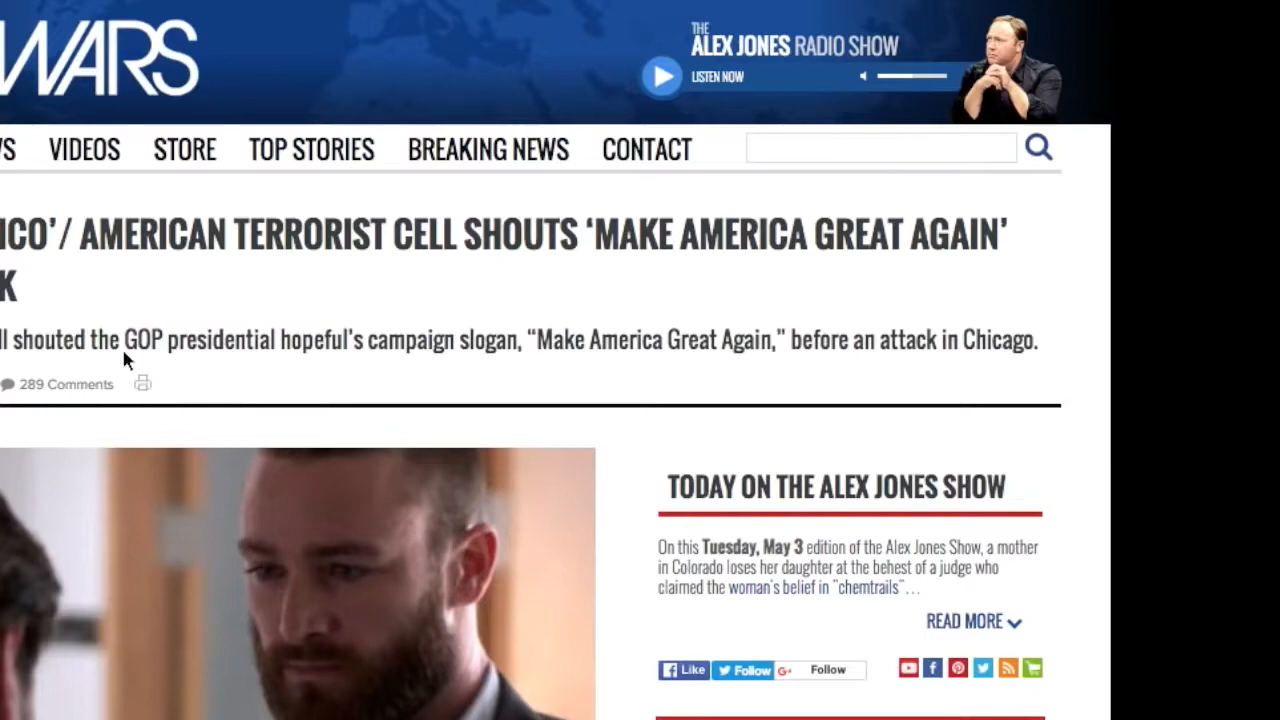 WARS
THE
ALEX JONES RADIO SHOW
LISTEN NOW
VIDEOS STORE TOP STORIES BREAKING NEWS CONTACT
ICO’/ AMERICAN TERRORIST CELL SHOUTS ‘MAKE AMERICA GREAT AGAIN’
K
ll shouted the GOP presidential hopeful’s campaign slogan, “Make America Great Again,” before an attack in Chicago.
289 Comments
TODAY ON THE ALEX JONES SHOW
On this Tuesday, May 3 edition of the Alex Jones Show, a mother
in Colorado loses her daughter at the behest of a judge who
claimed the woman's belief in "chemtrails" . . .
READ MORE
Like Follow G+ Follow